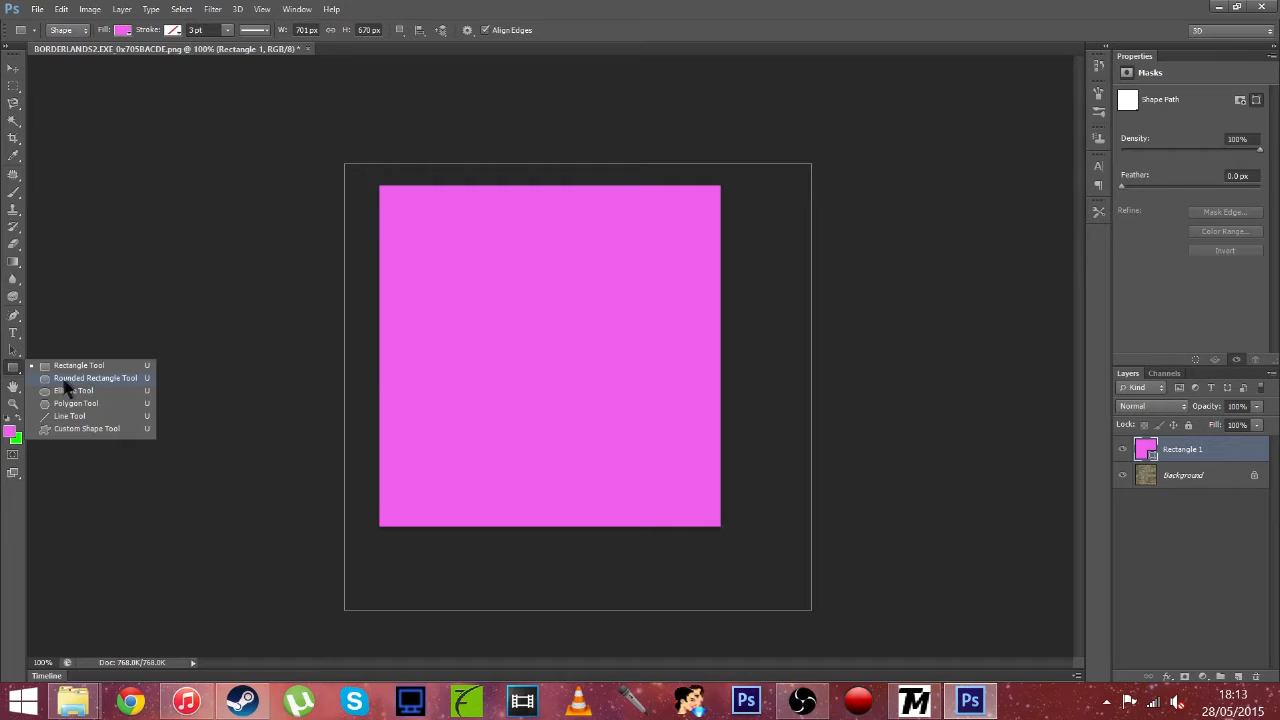 Ps File Edit Image Layer Type Select Filter 3D View Window Help
Shape Fill: Stroke: 3 pt W: 701 px H: 670 px Align Edges 3D
BORDERLANDS2.EXE_0x705BACDE.png @ 100% (Rectangle 1, RGB/8) *
Properties
Masks
Shape Path
Density: 100%
Feather: 0.0 px
Refine: Mask Edge...
Color Range...
Invert
Rectangle Tool U
Rounded Rectangle Tool U
Tool U
Polygon Tool U
Line Tool U
Custom Shape Tool U
Layers Channels
Kind
Normal Opacity: 100%
Lock: Fill: 100%
Rectangle 1
Background
100% Doc: 768.0K/768.0K
Timeline
Ps
Ps
18:13
28/05/2015